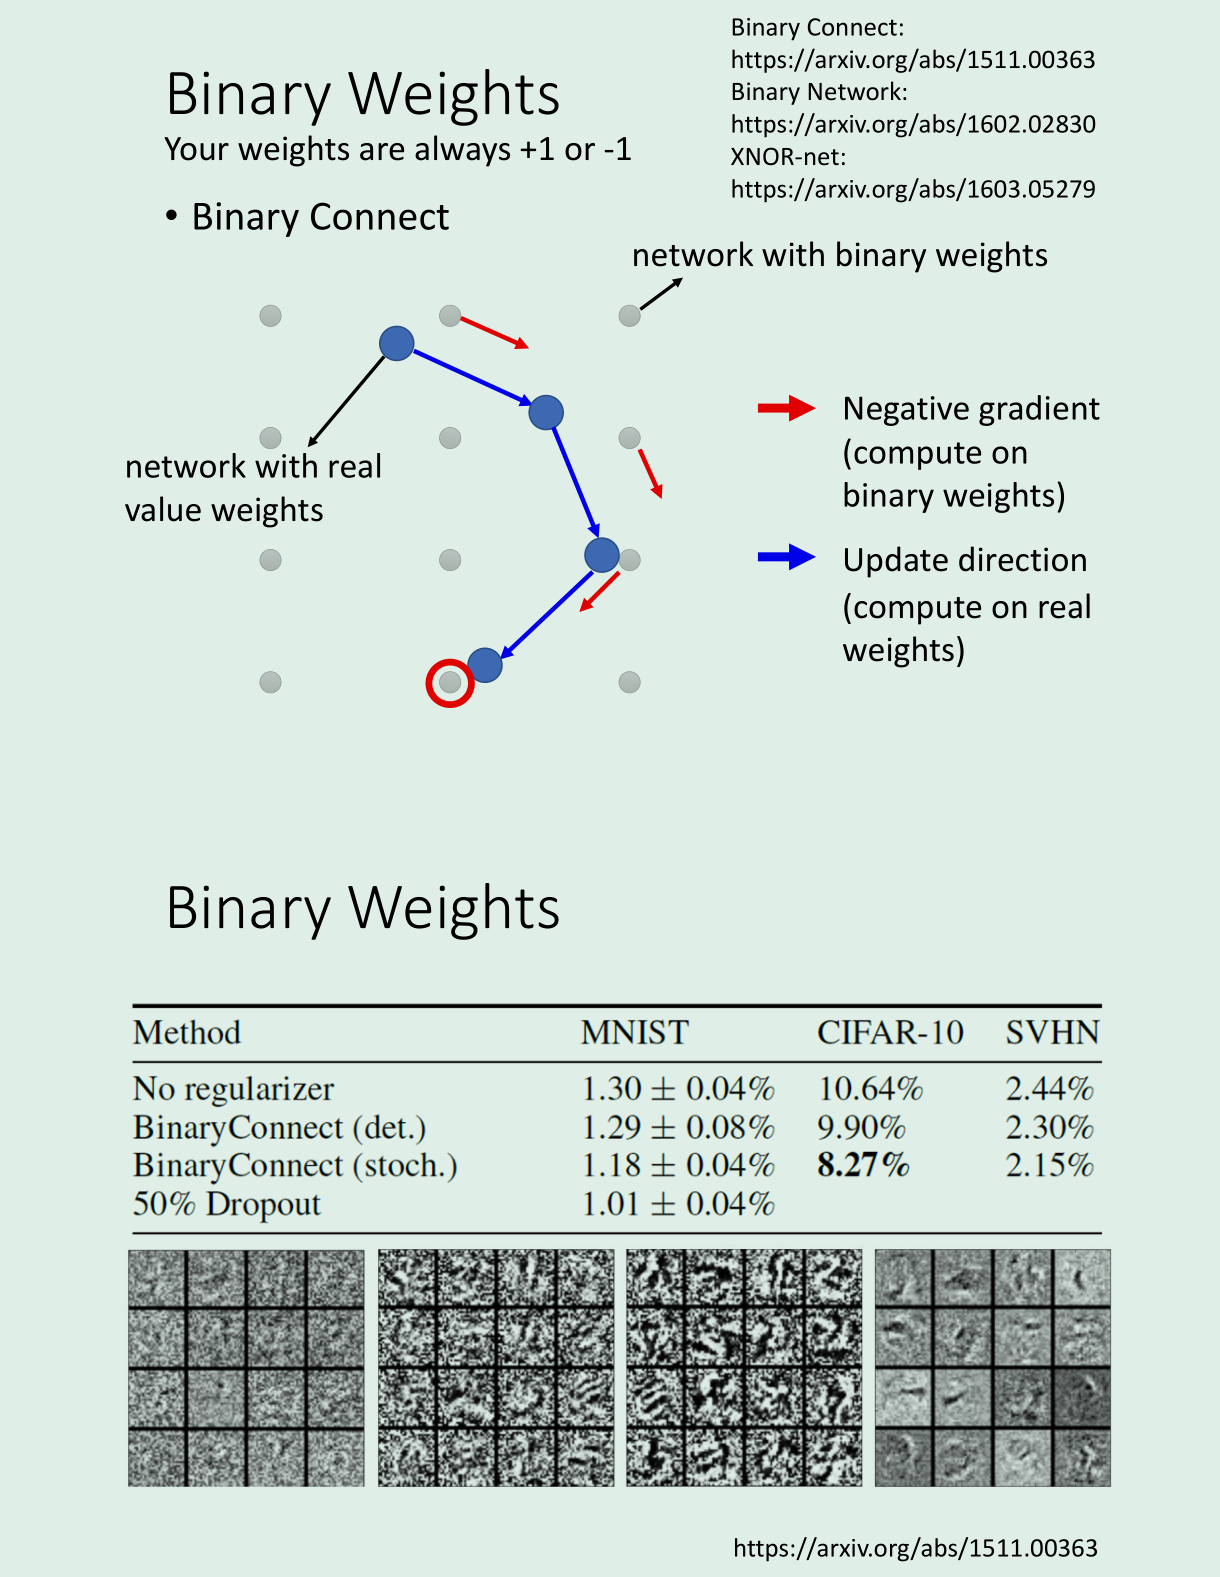 Binary Connect:
https://arxiv.org/abs/1511.00363
Binary Network:
https://arxiv.org/abs/1602.02830
XNOR-net:
https://arxiv.org/abs/1603.05279
Binary Weights
Your weights are always +1 or -1
• Binary Connect
network with binary weights
network with real
value weights
Negative gradient
(compute on
binary weights)
Update direction
(compute on real
weights)
Binary Weights
Method MNIST CIFAR-10 SVHN
No regularizer 1.30 ± 0.04% 10.64% 2.44%
BinaryConnect (det.) 1.29 ± 0.08% 9.90% 2.30%
BinaryConnect (stoch.) 1.18 ± 0.04% 8.27% 2.15%
50% Dropout 1.01 ± 0.04%
https://arxiv.org/abs/1511.00363